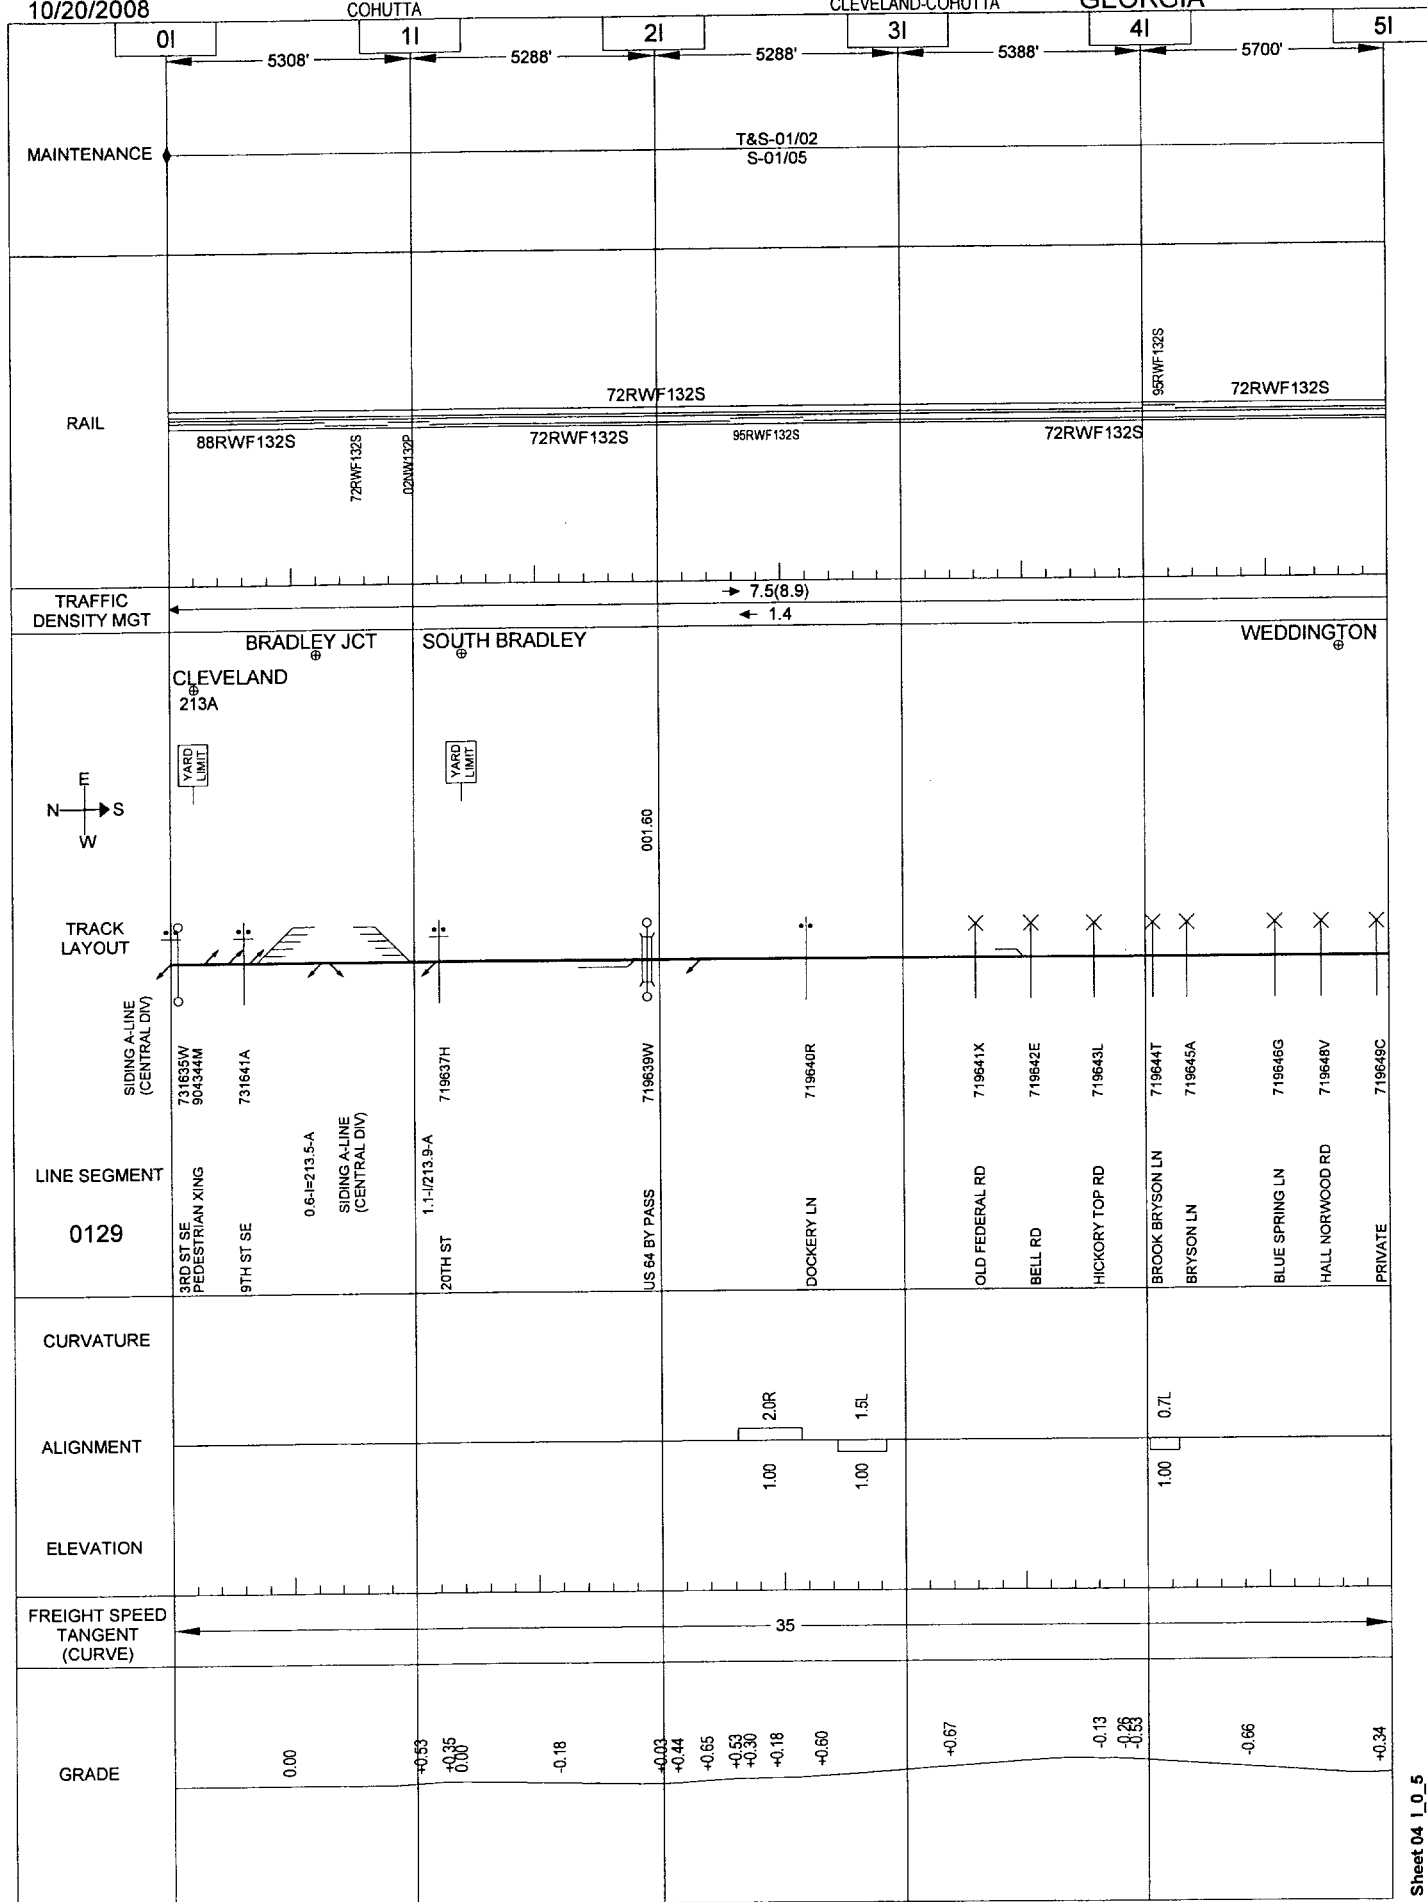 10/20/2008
COHUTTA
CLEVELAND-COHUTTA
GEORGIA
0I 1I 2I 3I 4I 5I
5308' 5288' 5288' 5388' 5700'
MAINTENANCE
T&S-01/02
S-01/05
RAIL
72RWF132S
95RWF132S
72RWF132S
88RWF132S
72RWF132S
02NW132P
72RWF132S
95RWF132S
72RWF132S
TRAFFIC
DENSITY MGT
7.5(8.9)
1.4
BRADLEY JCT
SOUTH BRADLEY
WEDDINGTON
CLEVELAND
213A
YARD
LIMIT
YARD
LIMIT
E
N S
W
001.60
TRACK
LAYOUT
SIDING A-LINE
(CENTRAL DIV)
731635W
904344M
731641A
719637H
719639W
719640R
719641X
719642E
719643L
719644T
719645A
719646G
719648V
719649C
LINE SEGMENT
0129
3RD ST SE
PEDESTRIAN XING
9TH ST SE
0.6-I=213.5-A
SIDING A-LINE
(CENTRAL DIV)
1.1-I/213.9-A
20TH ST
US 64 BY PASS
DOCKERY LN
OLD FEDERAL RD
BELL RD
HICKORY TOP RD
BROOK BRYSON LN
BRYSON LN
BLUE SPRING LN
HALL NORWOOD RD
PRIVATE
CURVATURE
2.0R
1.5L
0.7L
ALIGNMENT
1.00
1.00
1.00
ELEVATION
FREIGHT SPEED
TANGENT
(CURVE)
35
GRADE
0.00
+0.53
+0.35
0.00
-0.18
+0.03
+0.44
+0.65
+0.53
+0.30
+0.18
+0.60
+0.67
-0.13
-0.26
-0.53
-0.66
+0.34
Sheet 04 I_0_5